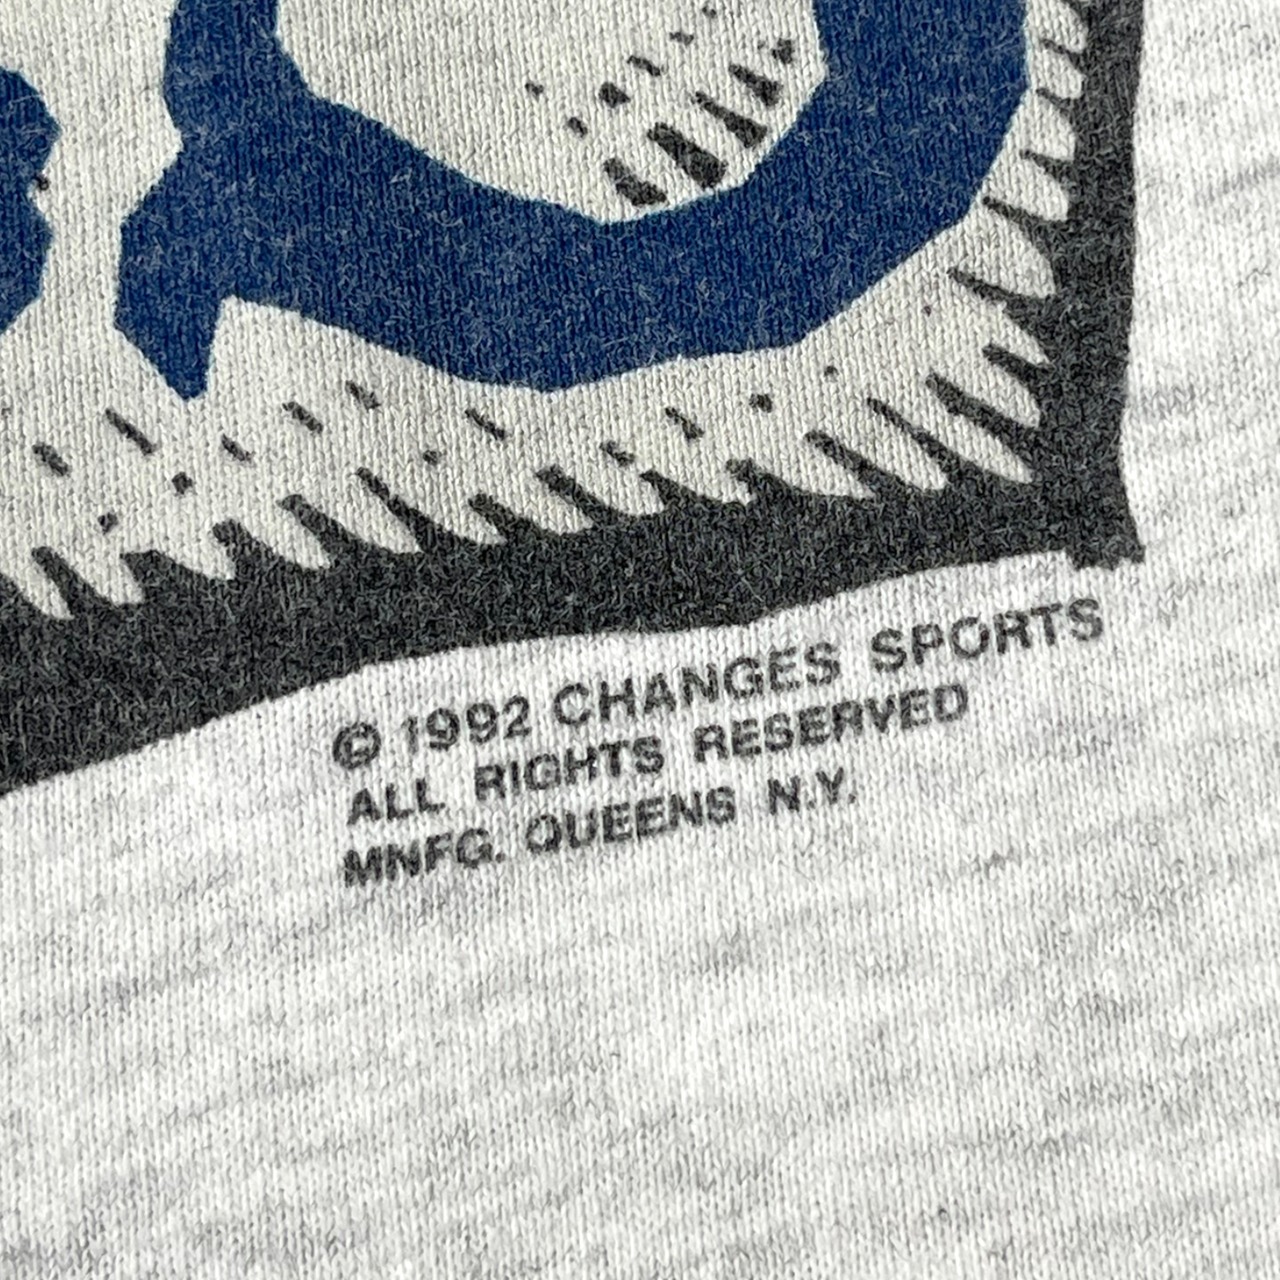 © 1992 CHANGES SPORTS
ALL RIGHTS RESERVED
MNFG. QUEENS N.Y.